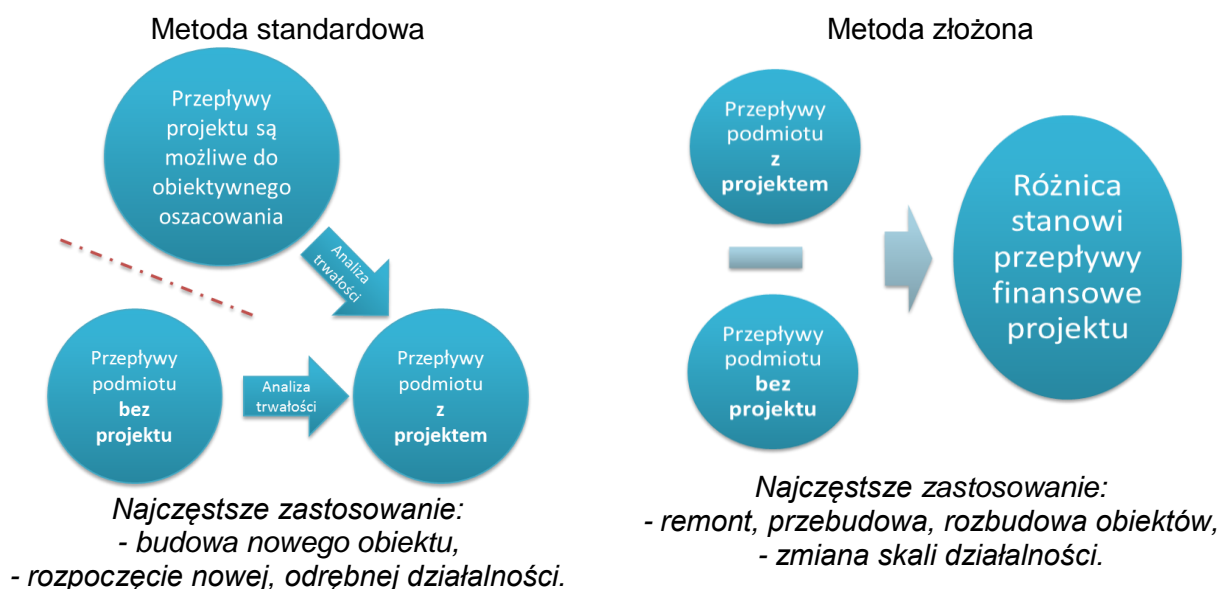 Metoda standardowa
Przepływy
projektu są
możliwe do
obiektywnego
oszacowania
Analiza
trwałości
Przepływy
podmiotu
bez
projektu
Analiza
trwałości
Przepływy
podmiotu
z
projektem
Najczęstsze zastosowanie:
- budowa nowego obiektu,
- rozpoczęcie nowej, odrębnej działalności.
Metoda złożona
Przepływy
podmiotu
z
projektem
Przepływy
podmiotu
bez
projektu
Różnica
stanowi
przepływy
finansowe
projektu
Najczęstsze zastosowanie:
- remont, przebudowa, rozbudowa obiektów,
- zmiana skali działalności.